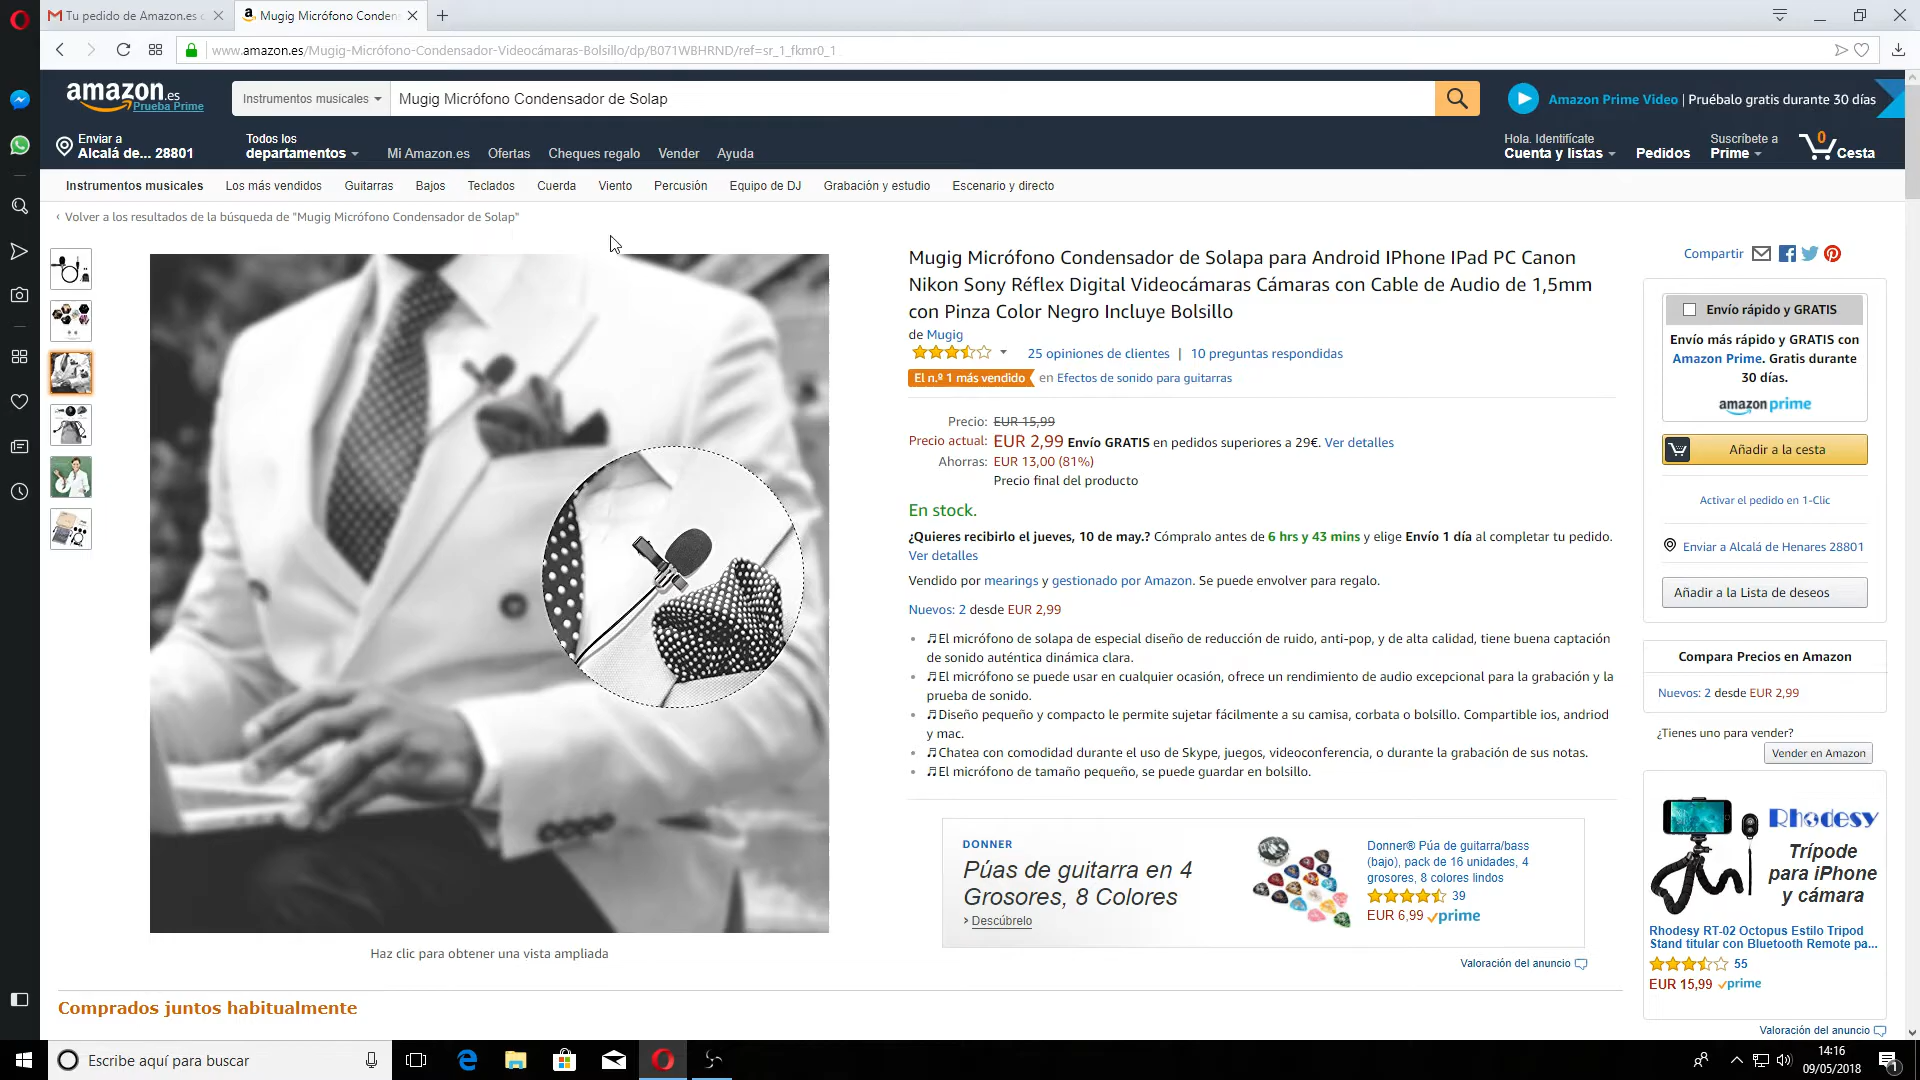 Tu pedido de Amazon.es
Mugig Micrófono Conden
www.amazon.es/Mugig-Micrófono-Condensador-Videocámaras-Bolsillo/dp/B071WBHRND/ref=sr_1_fkmr0_1
amazon.es
Prueba Prime
Instrumentos musicales
Mugig Micrófono Condensador de Solap
Amazon Prime Video | Pruébalo gratis durante 30 días
Enviar a
Alcalá de... 28801
Todos los
departamentos
Mi Amazon.es
Ofertas
Cheques regalo
Vender
Ayuda
Hola. Identifícate
Cuenta y listas
Pedidos
Suscríbete a
Prime
0
Cesta
Instrumentos musicales
Los más vendidos
Guitarras
Bajos
Teclados
Cuerda
Viento
Percusión
Equipo de DJ
Grabación y estudio
Escenario y directo
‹ Volver a los resultados de la búsqueda de "Mugig Micrófono Condensador de Solap"
Mugig Micrófono Condensador de Solapa para Android IPhone IPad PC Canon
Nikon Sony Réflex Digital Videocámaras Cámaras con Cable de Audio de 1,5mm
con Pinza Color Negro Incluye Bolsillo
de Mugig
25 opiniones de clientes | 10 preguntas respondidas
El n.º 1 más vendido en Efectos de sonido para guitarras
Precio: EUR 15,99
Precio actual: EUR 2,99 Envío GRATIS en pedidos superiores a 29€. Ver detalles
Ahorras: EUR 13,00 (81%)
Precio final del producto
En stock.
¿Quieres recibirlo el jueves, 10 de may.? Cómpralo antes de 6 hrs y 43 mins y elige Envío 1 día al completar tu pedido.
Ver detalles
Vendido por mearings y gestionado por Amazon. Se puede envolver para regalo.
Nuevos: 2 desde EUR 2,99
• ♫El micrófono de solapa de especial diseño de reducción de ruido, anti-pop, y de alta calidad, tiene buena captación
de sonido auténtica dinámica clara.
• ♫El micrófono se puede usar en cualquier ocasión, ofrece un rendimiento de audio excepcional para la grabación y la
prueba de sonido.
• ♫Diseño pequeño y compacto le permite sujetar fácilmente a su camisa, corbata o bolsillo. Compartible ios, andriod
y mac.
• ♫Chatea con comodidad durante el uso de Skype, juegos, videoconferencia, o durante la grabación de sus notas.
• ♫El micrófono de tamaño pequeño, se puede guardar en bolsillo.
DONNER
Púas de guitarra en 4
Grosores, 8 Colores
› Descúbrelo
Donner® Púa de guitarra/bass
(bajo), pack de 16 unidades, 4
grosores, 8 colores lindos
39
EUR 6,99 prime
Valoración del anuncio
Haz clic para obtener una vista ampliada
Comprados juntos habitualmente
Compartir
Envío rápido y GRATIS
Envío más rápido y GRATIS con
Amazon Prime. Gratis durante
30 días.
amazon prime
Añadir a la cesta
Activar el pedido en 1-Clic
Enviar a Alcalá de Henares 28801
Añadir a la Lista de deseos
Compara Precios en Amazon
Nuevos: 2 desde EUR 2,99
¿Tienes uno para vender?
Vender en Amazon
Rhodesy
Trípode
para iPhone
y cámara
Rhodesy RT-02 Octopus Estilo Tripod
Stand titular con Bluetooth Remote pa...
55
EUR 15,99 prime
Valoración del anuncio
Escribe aquí para buscar
14:16
09/05/2018
1